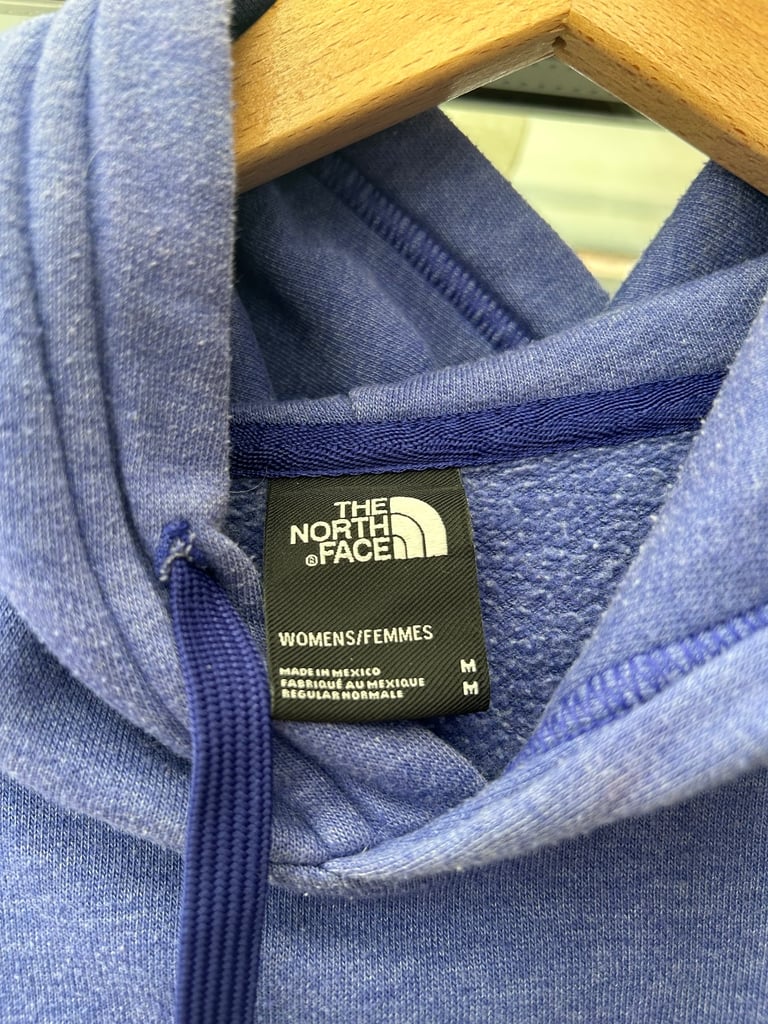 THE
NORTH
®FACE
WOMENS/FEMMES
MADE IN MEXICO M
FABRIQUÉ AU MEXIQUE
REGULAR NORMALE M